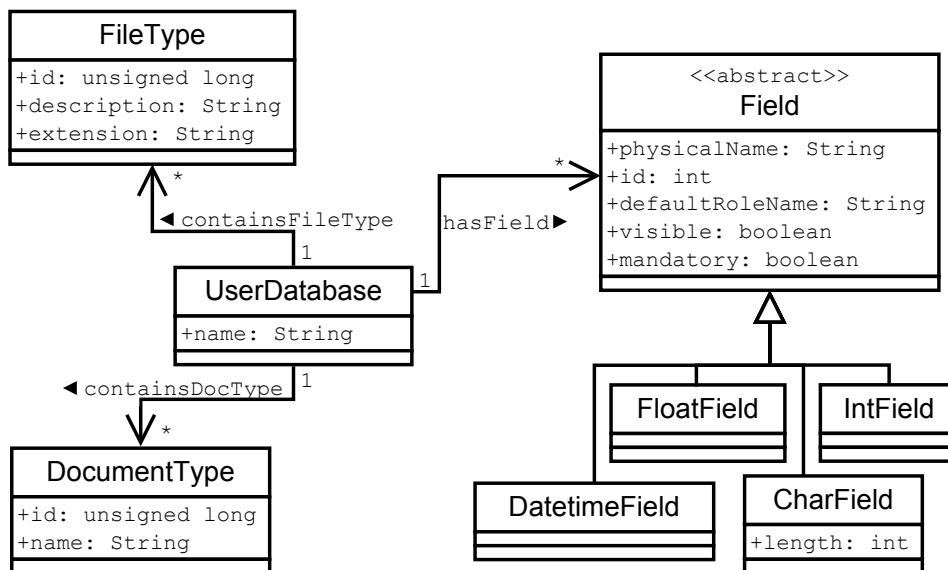 FileType
+id: unsigned long
+description: String
+extension: String
<<abstract>>
Field
+physicalName: String
+id: int
+defaultRoleName: String
+visible: boolean
+mandatory: boolean
*
*
◄containsFileType
hasField►
1
1
UserDatabase
+name: String
◄containsDocType
1
*
DocumentType
+id: unsigned long
+name: String
FloatField
IntField
DatetimeField
CharField
+length: int